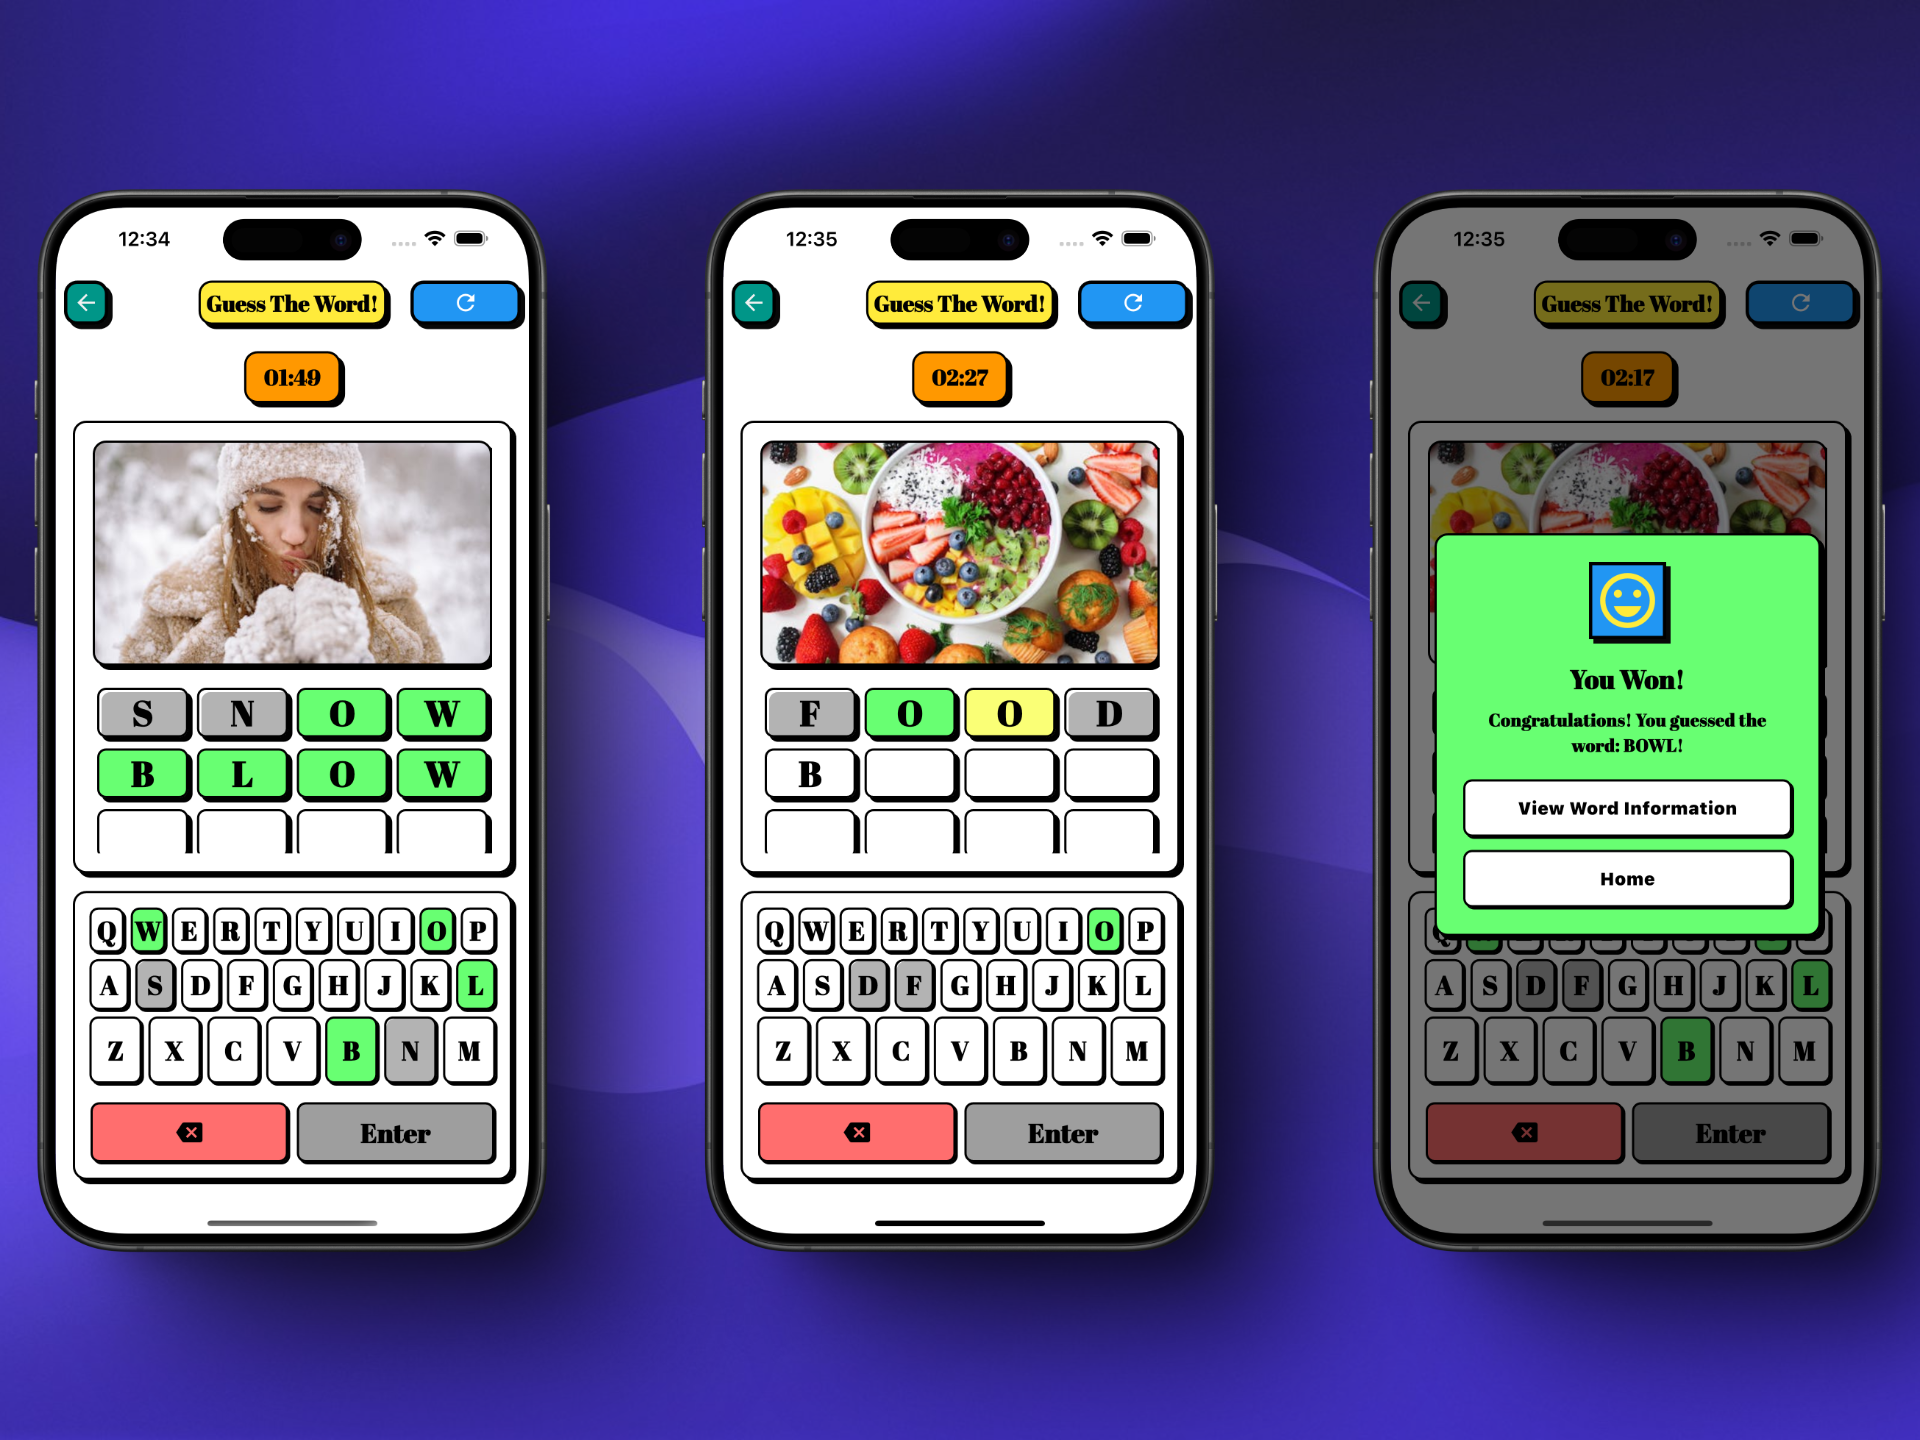 12:34
Guess The Word!
01:49
S N O W
B L O W
Q W E R T Y U I O P
A S D F G H J K L
Z X C V B N M
Enter
12:35
Guess The Word!
02:27
F O O D
B
Q W E R T Y U I O P
A S D F G H J K L
Z X C V B N M
Enter
12:35
Guess The Word!
02:17
You Won!
Congratulations! You guessed the
word: BOWL!
View Word Information
Home
A S D F G H J K L
Z X C V B N M
Enter